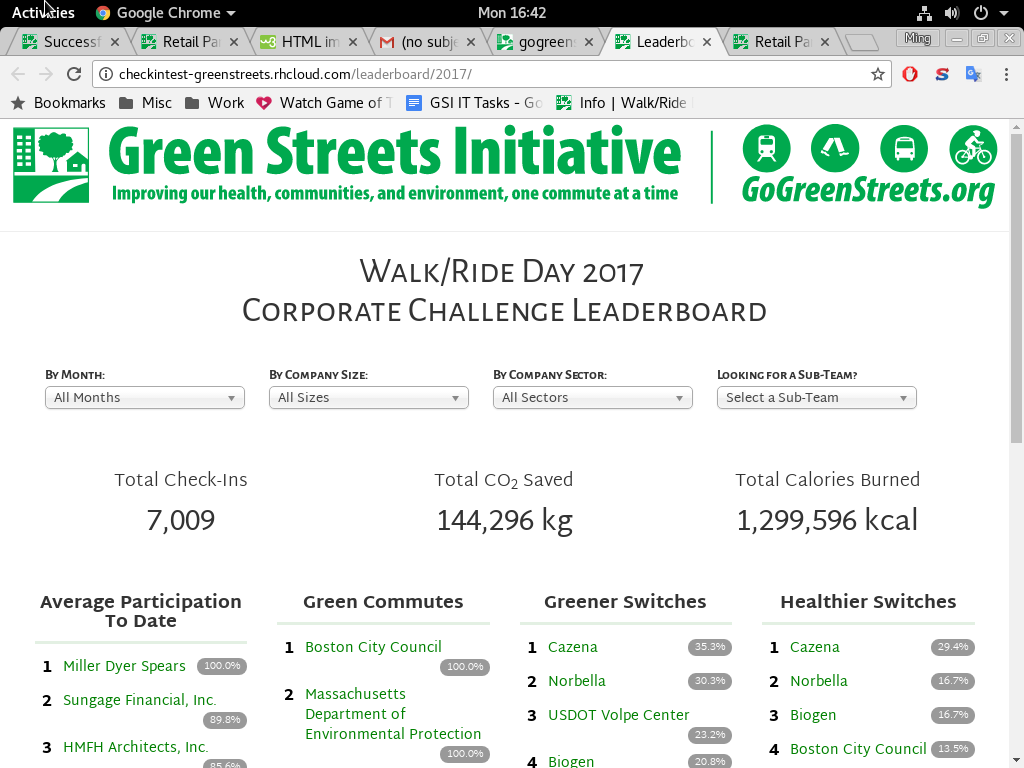 Activities
Google Chrome
Mon 16:42
Successf
Retail Pa
HTML im
(no subje
gogreens
Leaderbo
Retail Pa
Ming
checkintest-greenstreets.rhcloud.com/leaderboard/2017/
Bookmarks
Misc
Work
Watch Game of T
GSI IT Tasks - Go
Info | Walk/Ride
Green Streets Initiative
Improving our health, communities, and environment, one commute at a time
GoGreenStreets.org
Walk/Ride Day 2017
Corporate Challenge Leaderboard
By Month:
By Company Size:
By Company Sector:
Looking for a Sub-Team?
All Months
All Sizes
All Sectors
Select a Sub-Team
Total Check-Ins
7,009
Total CO2 Saved
144,296 kg
Total Calories Burned
1,299,596 kcal
Average Participation
To Date
1 Miller Dyer Spears 100.0%
2 Sungage Financial, Inc.
89.8%
3 HMFH Architects, Inc.
85.6%
Green Commutes
1 Boston City Council
100.0%
2 Massachusetts
Department of
Environmental Protection
100.0%
Greener Switches
1 Cazena 35.3%
2 Norbella 30.3%
3 USDOT Volpe Center
23.2%
4 Biogen 20.8%
Healthier Switches
1 Cazena 29.4%
2 Norbella 16.7%
3 Biogen 16.7%
4 Boston City Council 13.5%